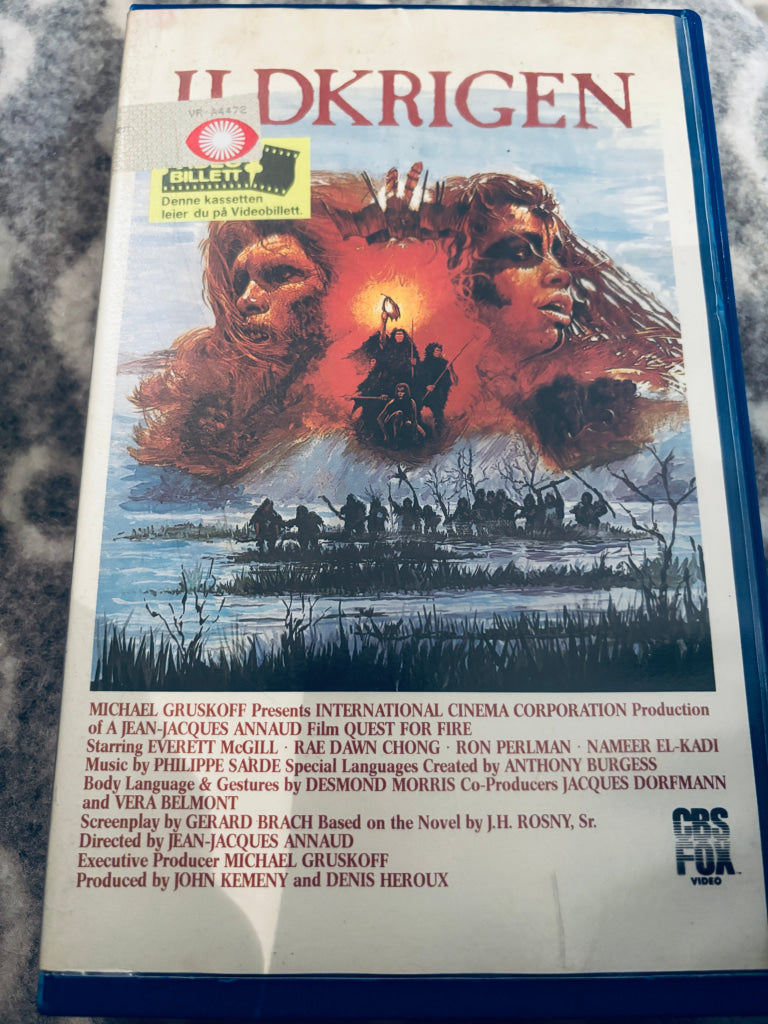 ILDKRIGEN
VR-A4472
BILLETT
Denne kassetten
leier du på Videobillett.
MICHAEL GRUSKOFF Presents INTERNATIONAL CINEMA CORPORATION Production
of A JEAN-JACQUES ANNAUD Film QUEST FOR FIRE
Starring EVERETT McGILL · RAE DAWN CHONG · RON PERLMAN · NAMEER EL-KADI
Music by PHILIPPE SARDE Special Languages Created by ANTHONY BURGESS
Body Language & Gestures by DESMOND MORRIS Co-Producers JACQUES DORFMANN
and VERA BELMONT
Screenplay by GERARD BRACH Based on the Novel by J.H. ROSNY, Sr.
Directed by JEAN-JACQUES ANNAUD
Executive Producer MICHAEL GRUSKOFF
Produced by JOHN KEMENY and DENIS HEROUX
CBS
FOX
VIDEO